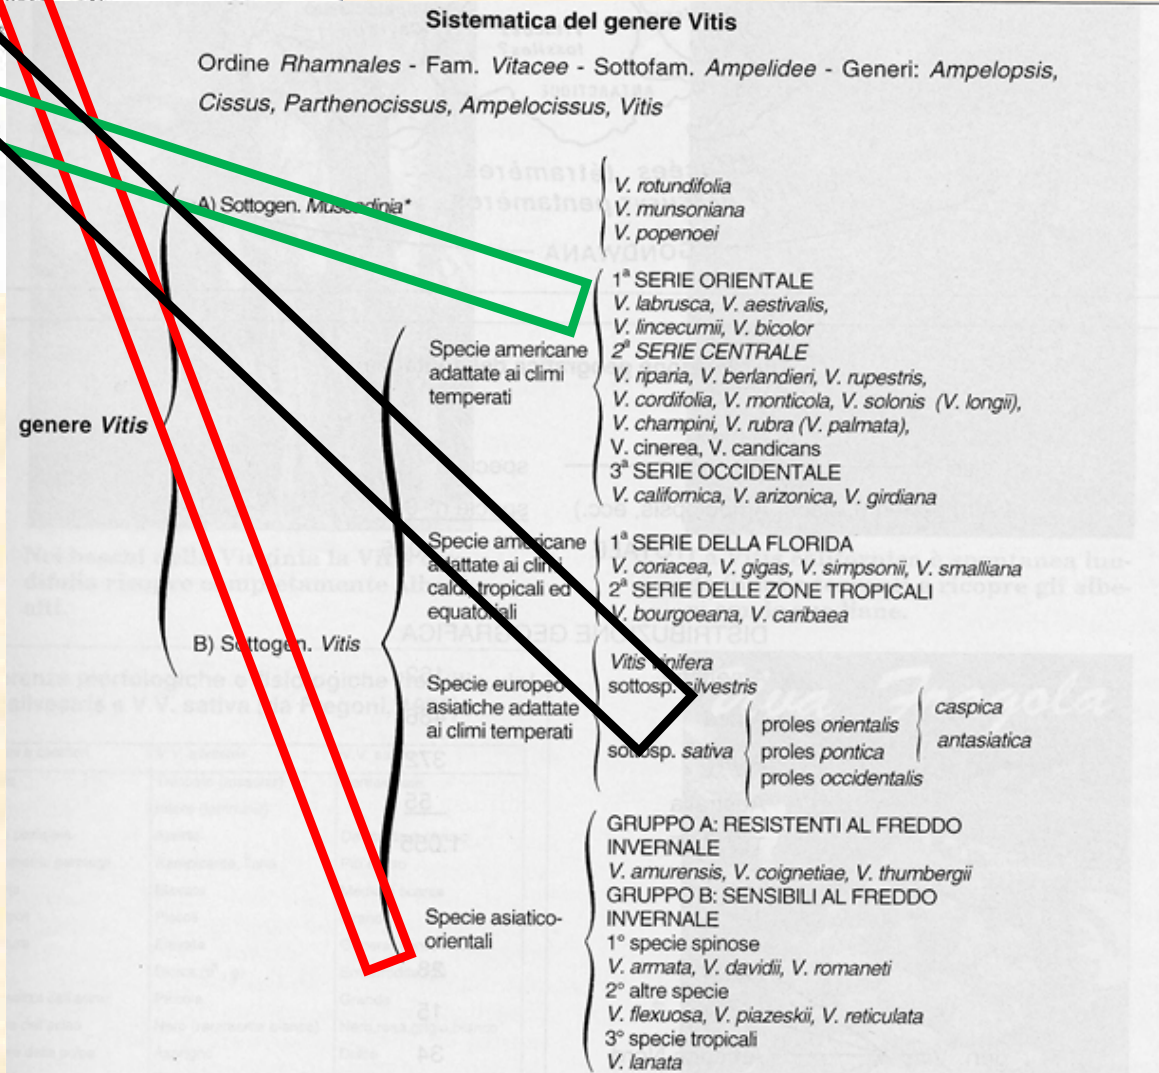 Sistematica del genere Vitis
Ordine Rhamnales - Fam. Vitacee - Sottofam. Ampelidee - Generi: Ampelopsis,
Cissus, Parthenocissus, Ampelocissus, Vitis
genere Vitis
A) Sottogen. Muscadinia*
V. rotundifolia
V. munsoniana
V. popenoei
B) Sottogen. Vitis
Specie americane
adattate ai climi
temperati
1ª SERIE ORIENTALE
V. labrusca, V. aestivalis,
V. lincecumii, V. bicolor
2ª SERIE CENTRALE
V. riparia, V. berlandieri, V. rupestris,
V. cordifolia, V. monticola, V. solonis (V. longii),
V. champini, V. rubra (V. palmata),
V. cinerea, V. candicans
3ª SERIE OCCIDENTALE
V. californica, V. arizonica, V. girdiana
Specie americane
adattate ai climi
caldi tropicali ed
equatoriali
1ª SERIE DELLA FLORIDA
V. coriacea, V. gigas, V. simpsonii, V. smalliana
2ª SERIE DELLE ZONE TROPICALI
V. bourgoeana, V. caribaea
Specie europeo-
asiatiche adattate
ai climi temperati
Vitis vinifera
sottosp. silvestris
sottosp. sativa
proles orientalis
proles pontica
proles occidentalis
caspica
antasiatica
Specie asiatico-
orientali
GRUPPO A: RESISTENTI AL FREDDO
INVERNALE
V. amurensis, V. coignetiae, V. thumbergii
GRUPPO B: SENSIBILI AL FREDDO
INVERNALE
1° specie spinose
V. armata, V. davidii, V. romaneti
2° altre specie
V. flexuosa, V. piazeskii, V. reticulata
3° specie tropicali
V. lanata